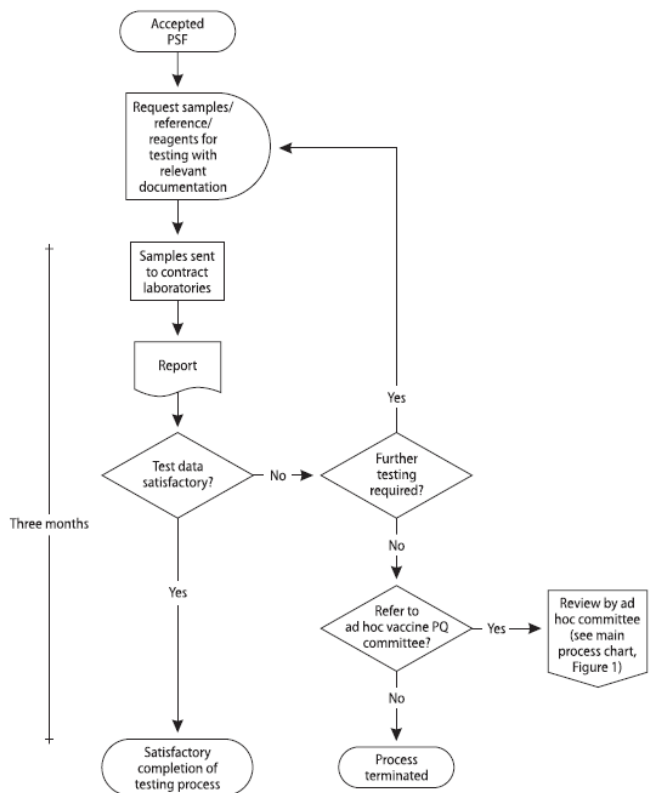 Accepted
PSF
Request samples/
reference/
reagents for
testing with
relevant
documentation
Samples sent
to contract
laboratories
Report
Yes
Test data
satisfactory?
No
Further
testing
required?
Three months
No
Yes
Refer to
ad hoc vaccine PQ
committee?
Yes
Review by ad
hoc committee
(see main
process chart,
Figure 1)
No
Satisfactory
completion of
testing process
Process
terminated